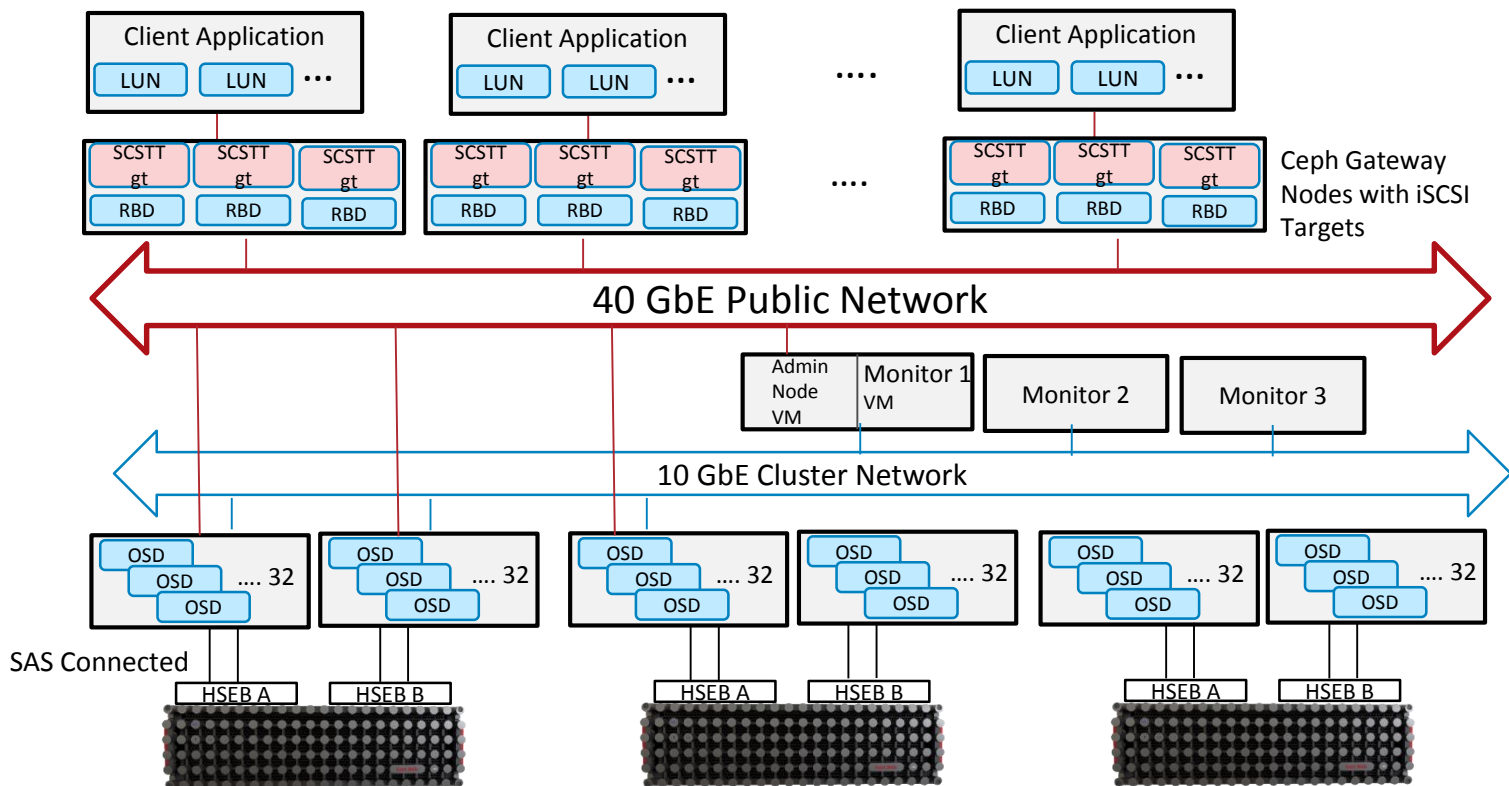 Client Application
LUN LUN ...
Client Application
LUN LUN ...
....
Client Application
LUN LUN ...
SCSTT
gt
SCSTT
gt
SCSTT
gt
RBD RBD RBD
SCSTT
gt
SCSTT
gt
SCSTT
gt
RBD RBD RBD
....
SCSTT
gt
SCSTT
gt
SCSTT
gt
RBD RBD RBD
Ceph Gateway
Nodes with iSCSI
Targets
40 GbE Public Network
Admin
Node
VM
Monitor 1
VM
Monitor 2
Monitor 3
10 GbE Cluster Network
OSD
OSD
OSD
.... 32
OSD
OSD
OSD
.... 32
OSD
OSD
OSD
.... 32
OSD
OSD
OSD
.... 32
OSD
OSD
OSD
.... 32
OSD
OSD
OSD
.... 32
SAS Connected
HSEB A
HSEB B
HSEB A
HSEB B
HSEB A
HSEB B